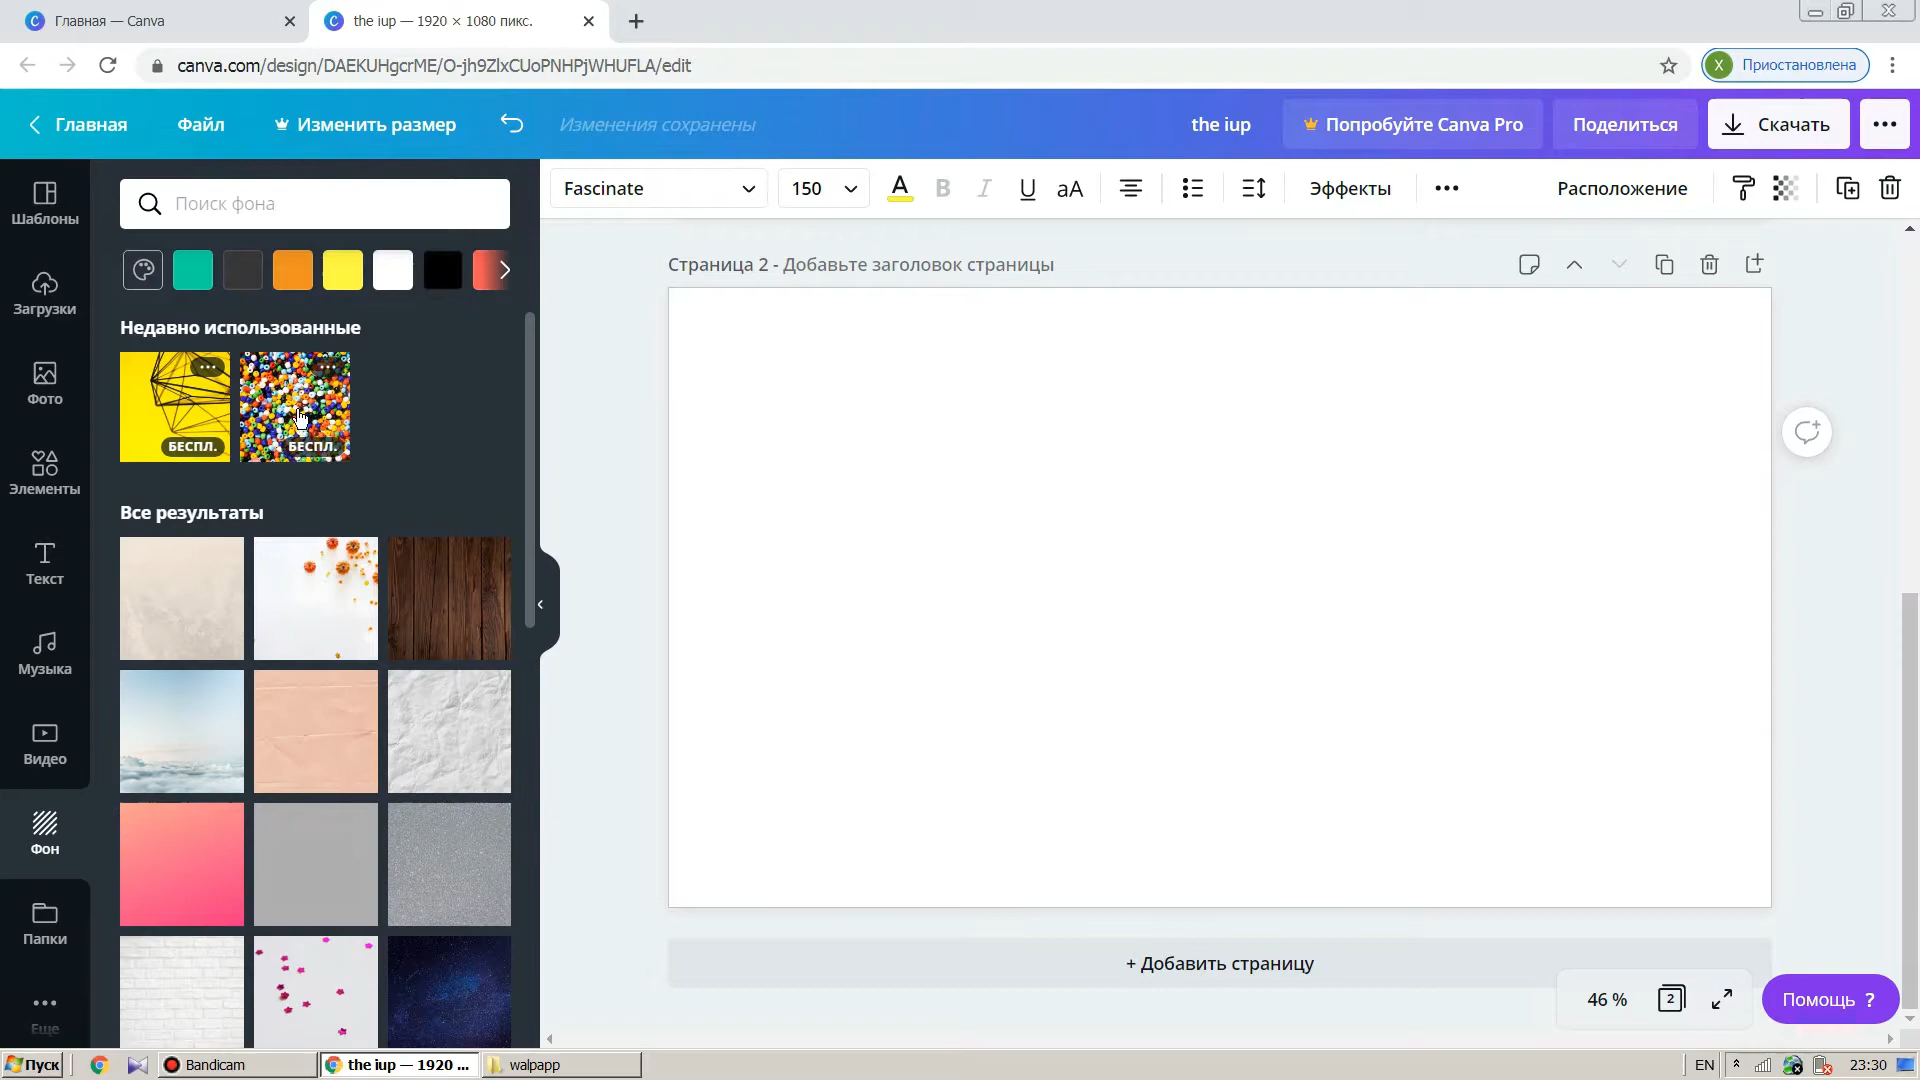 Главная — Canva
the iup — 1920 × 1080 пикс.
canva.com/design/DAEKUHgcrME/O-jh9ZlxCUoPNHPjWHUFLA/edit
X Приостановлена
Главная
Файл
Изменить размер
Изменения сохранены
the iup
Попробуйте Canva Pro
Поделиться
Скачать
Шаблоны
Загрузки
Фото
Элементы
Текст
Музыка
Видео
Фон
Папки
Еще
Поиск фона
Недавно использованные
БЕСПЛ.
БЕСПЛ.
Все результаты
Fascinate
150
A
B
I
U
aA
Эффекты
Расположение
Страница 2 - Добавьте заголовок страницы
+ Добавить страницу
46 %
2
Помощь ?
Пуск
Bandicam
the iup — 1920 ...
walpapp
EN
23:30